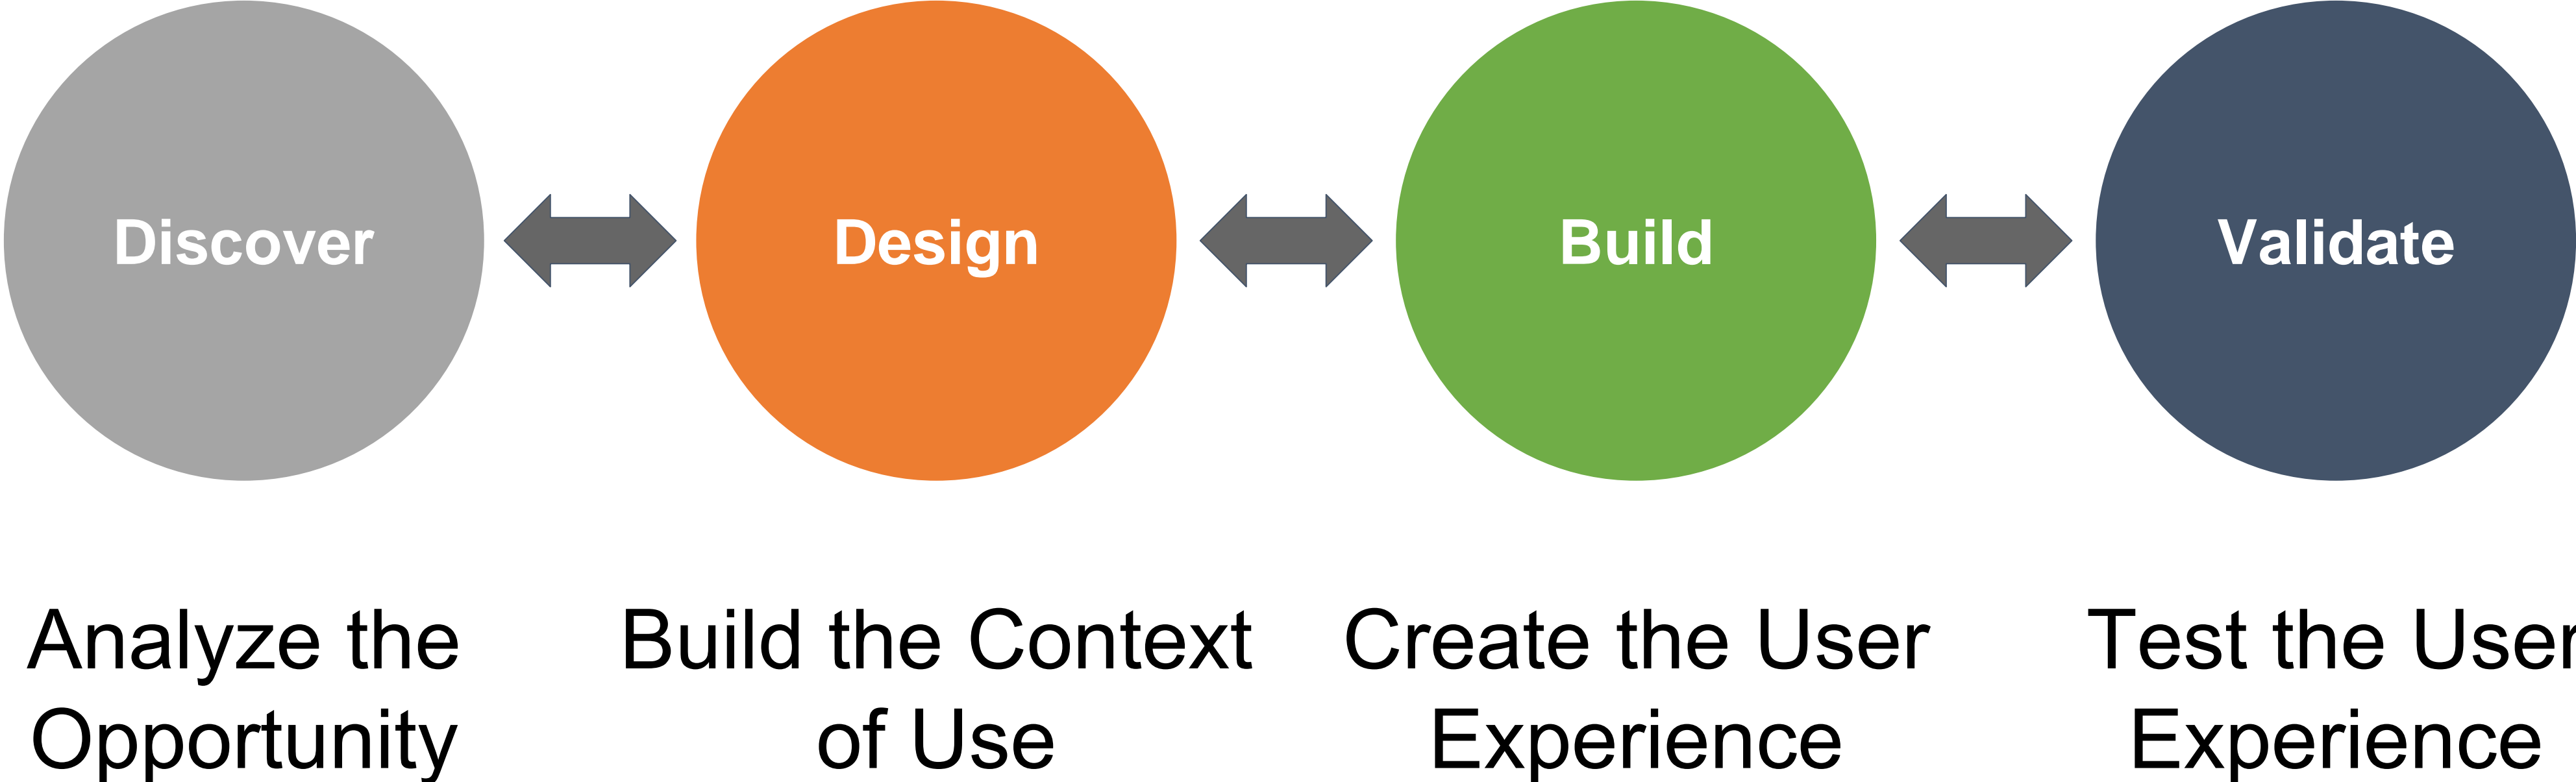 Discover
Design
Build
Validate
Analyze the
Opportunity
Build the Context
of Use
Create the User
Experience
Test the User
Experience